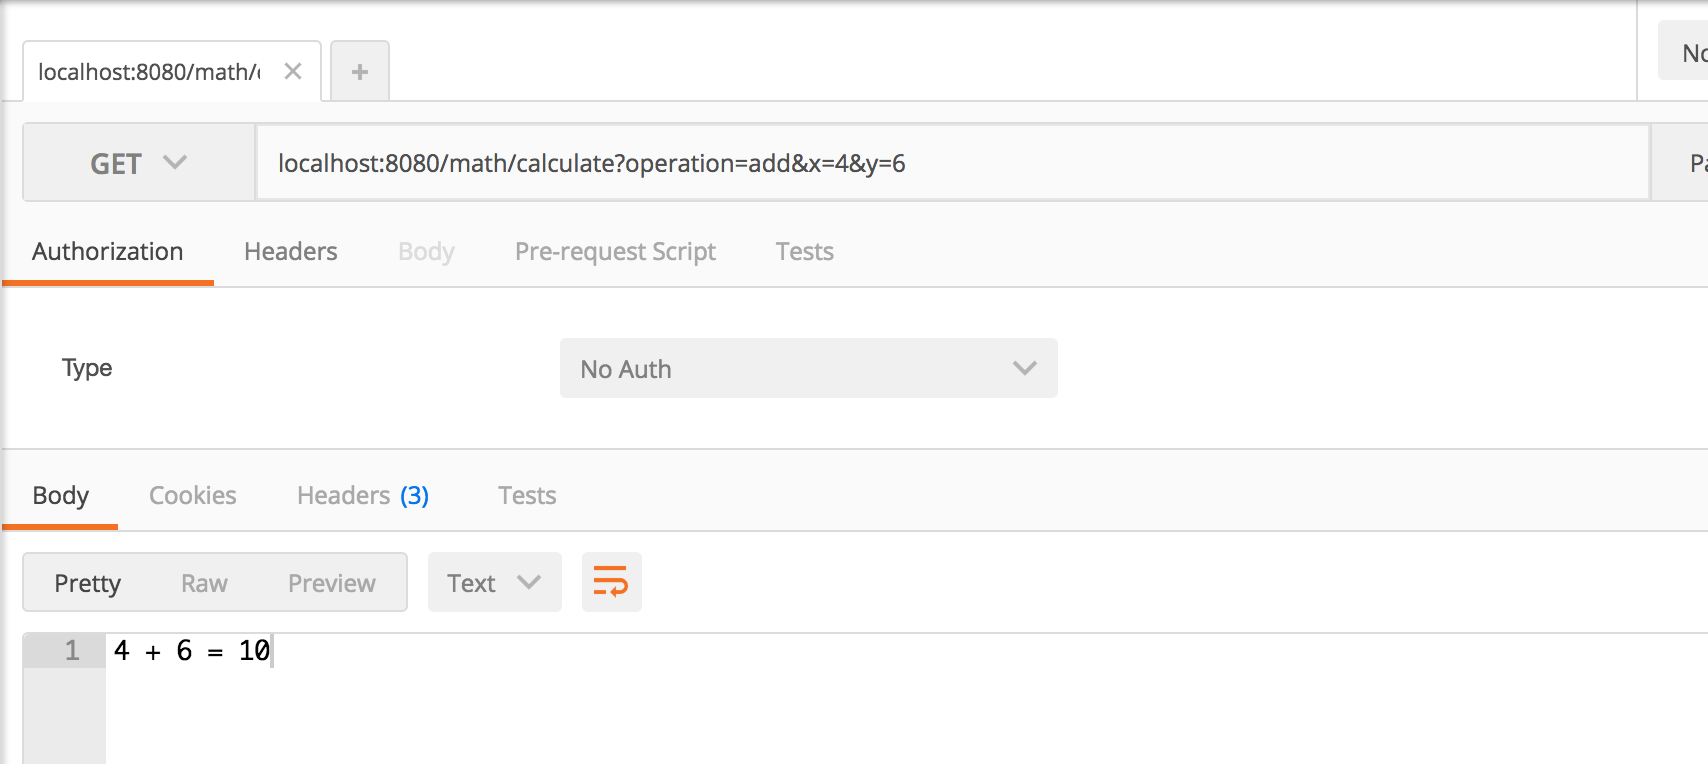 localhost:8080/math/
No
GET localhost:8080/math/calculate?operation=add&x=4&y=6 Pa
Authorization Headers Body Pre-request Script Tests
Type No Auth
Body Cookies Headers (3) Tests
Pretty Raw Preview Text
1 4 + 6 = 10